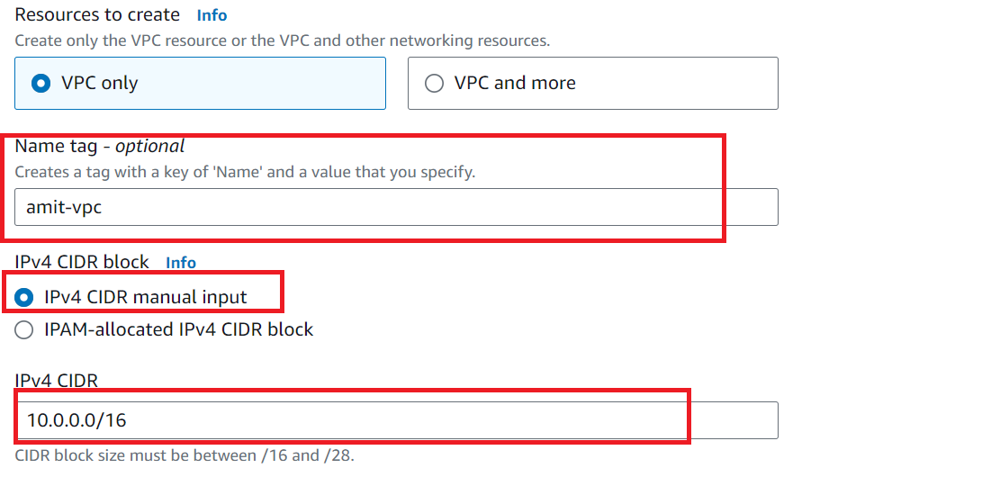 Resources to create Info
Create only the VPC resource or the VPC and other networking resources.
VPC only VPC and more
Name tag - optional
Creates a tag with a key of 'Name' and a value that you specify.
amit-vpc
IPv4 CIDR block Info
IPv4 CIDR manual input
IPAM-allocated IPv4 CIDR block
IPv4 CIDR
10.0.0.0/16
CIDR block size must be between /16 and /28.